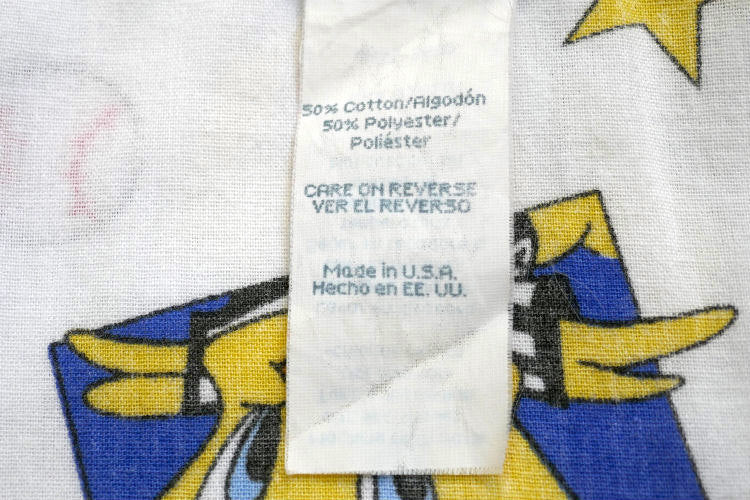 50% Cotton/Algodón
50% Polyester/
Poliéster
CARE ON REVERSE
VER EL REVERSO
Made in U.S.A.
Hecho en EE. UU.